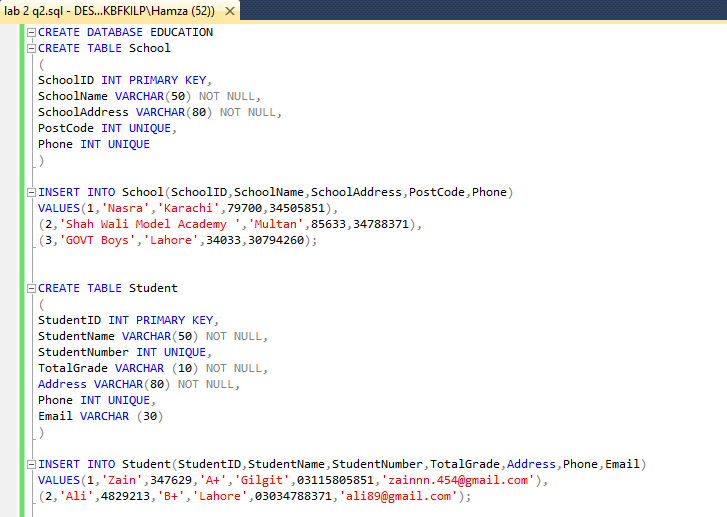 lab 2 q2.sql - DES...KBFKILP\Hamza (52))
CREATE DATABASE EDUCATION
CREATE TABLE School
(
SchoolID INT PRIMARY KEY,
SchoolName VARCHAR(50) NOT NULL,
SchoolAddress VARCHAR(80) NOT NULL,
PostCode INT UNIQUE,
Phone INT UNIQUE
)
INSERT INTO School(SchoolID,SchoolName,SchoolAddress,PostCode,Phone)
VALUES(1,'Nasra','Karachi',79700,34505851),
(2,'Shah Wali Model Academy ','Multan',85633,34788371),
(3,'GOVT Boys','Lahore',34033,30794260);
CREATE TABLE Student
(
StudentID INT PRIMARY KEY,
StudentName VARCHAR(50) NOT NULL,
StudentNumber INT UNIQUE,
TotalGrade VARCHAR (10) NOT NULL,
Address VARCHAR(80) NOT NULL,
Phone INT UNIQUE,
Email VARCHAR (30)
)
INSERT INTO Student(StudentID,StudentName,StudentNumber,TotalGrade,Address,Phone,Email)
VALUES(1,'Zain',347629,'A+','Gilgit',03115805851,'zainnn.454@gmail.com'),
(2,'Ali',4829213,'B+','Lahore',03034788371,'ali89@gmail.com');